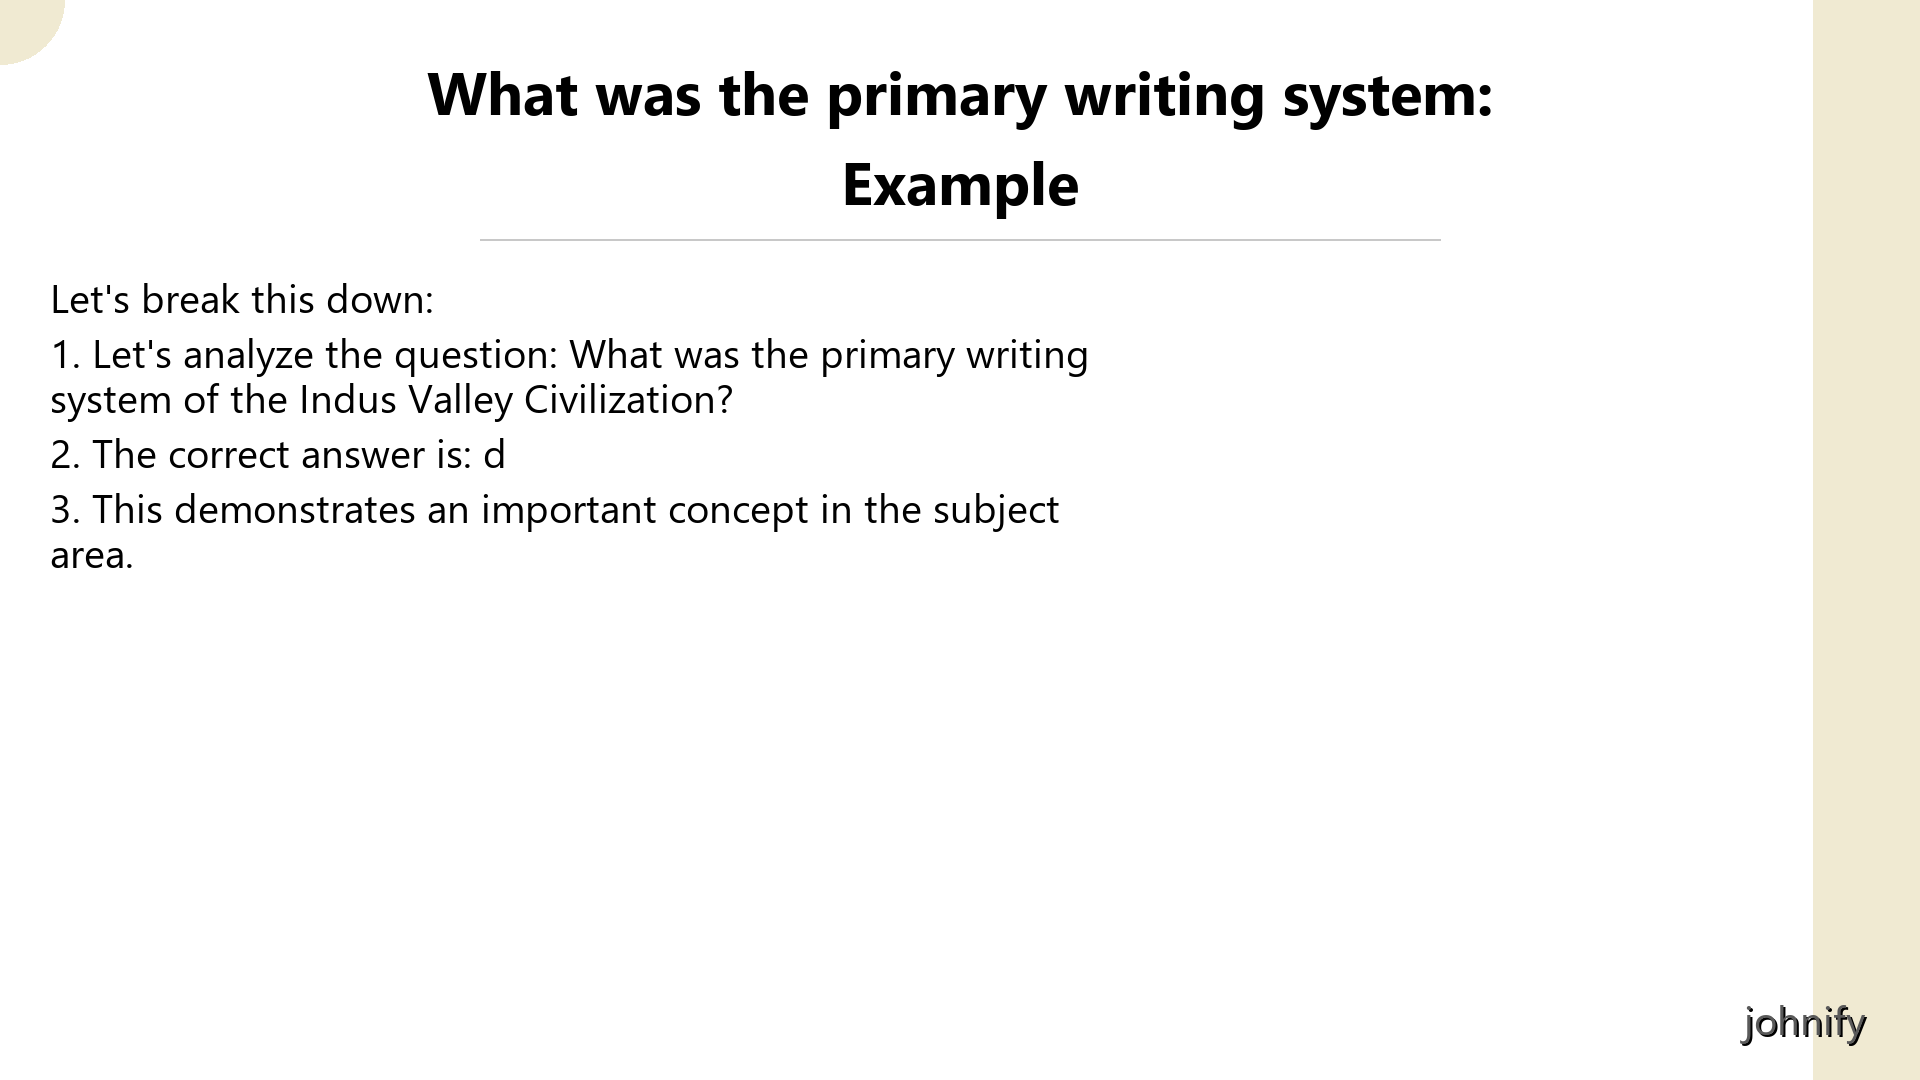 What was the primary writing system:
Example
Let's break this down:
1. Let's analyze the question: What was the primary writing
system of the Indus Valley Civilization?
2. The correct answer is: d
3. This demonstrates an important concept in the subject
area.
johnify